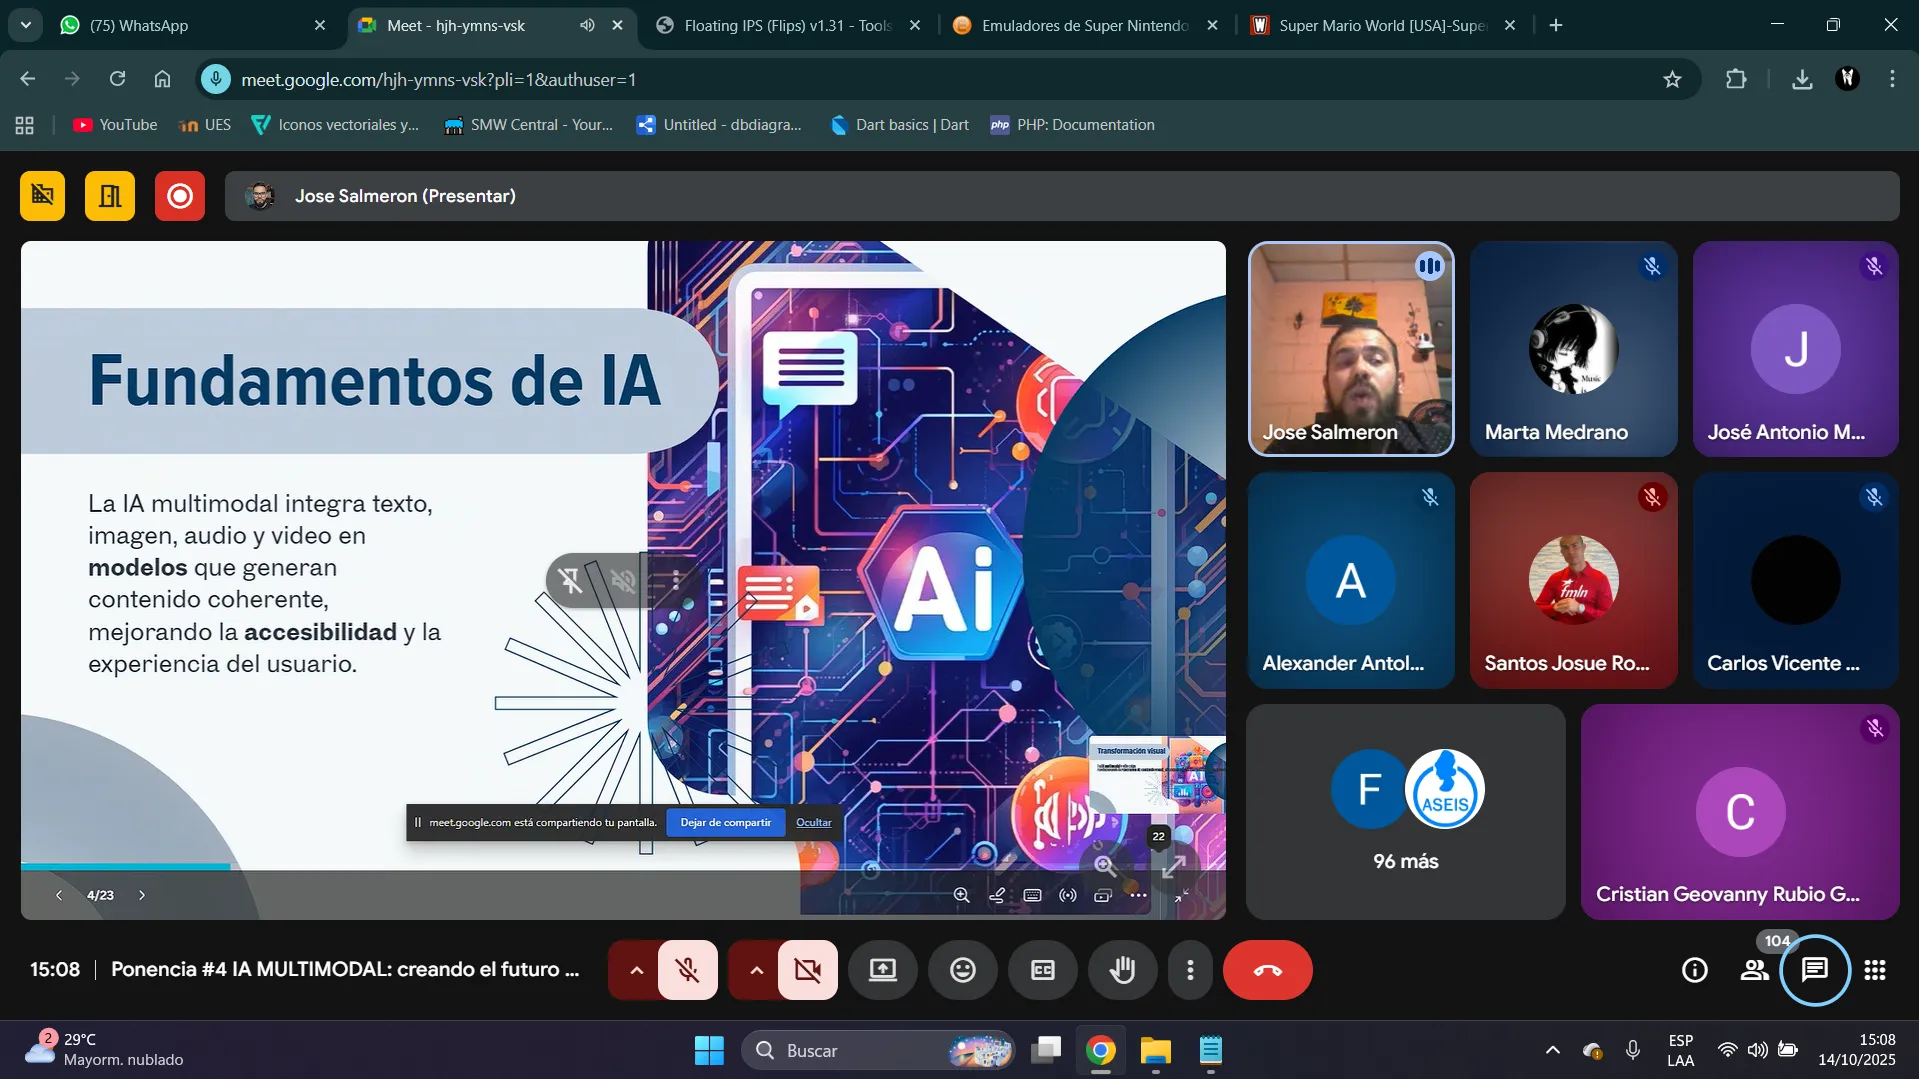 (75) WhatsApp
Meet - hjh-ymns-vsk
Floating IPS (Flips) v1.31 - Tools
Emuladores de Super Nintendo
Super Mario World [USA]-Supe
meet.google.com/hjh-ymns-vsk?pli=1&authuser=1
YouTube
UES
Iconos vectoriales y...
SMW Central - Your...
Untitled - dbdiagra...
Dart basics | Dart
php PHP: Documentation
Jose Salmeron (Presentar)
Fundamentos de IA
La IA multimodal integra texto,
imagen, audio y video en
modelos que generan
contenido coherente,
mejorando la accesibilidad y la
experiencia del usuario.
Ai
Transformación visual
meet.google.com está compartiendo tu pantalla.
Dejar de compartir
Ocultar
22
4/23
Jose Salmeron
Music
Marta Medrano
J
José Antonio M...
A
Alexander Antol...
fmln
Santos Josue Ro...
Carlos Vicente ...
F
ASEIS
96 más
C
Cristian Geovanny Rubio G...
15:08
Ponencia #4 IA MULTIMODAL: creando el futuro ...
104
2
29°C
Mayorm. nublado
Buscar
ESP
LAA
15:08
14/10/2025